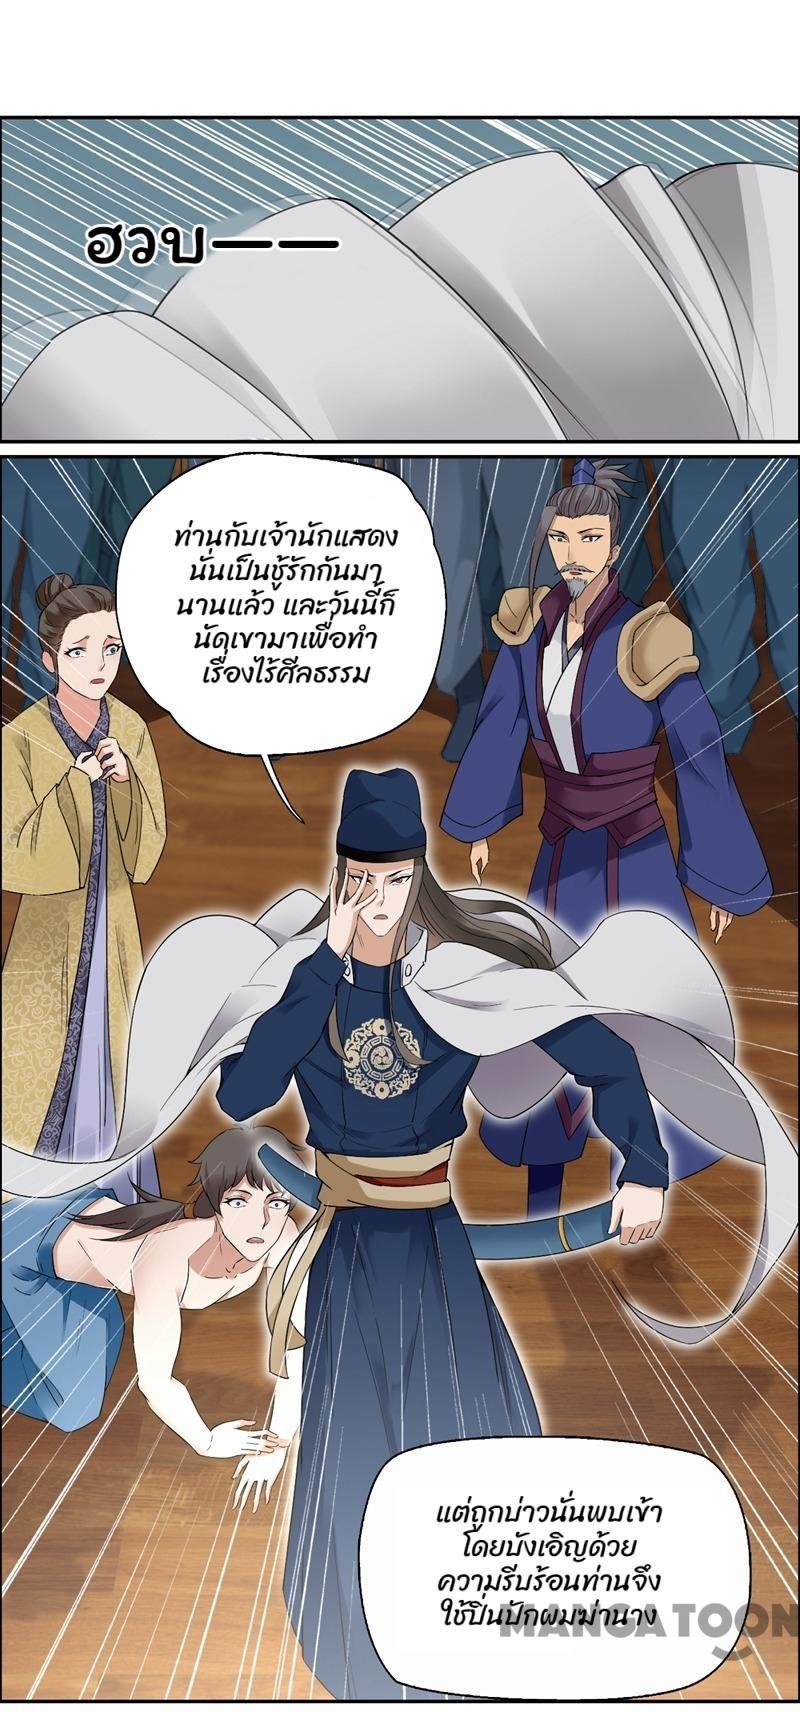 ฮวบ——
ท่านกับเจ้านักแสดง
นั่นเป็นชู้รักกันมา
นานแล้ว และวันนี้ก็
นัดเขามาเพื่อทำ
เรื่องไร้ศีลธรรม
แต่ถูกบ่าวนั่นพบเข้า
โดยบังเอิญด้วย
ความรีบร้อนท่านจึง
ใช้ปิ่นปักผมฆ่านาง
MANGATOON